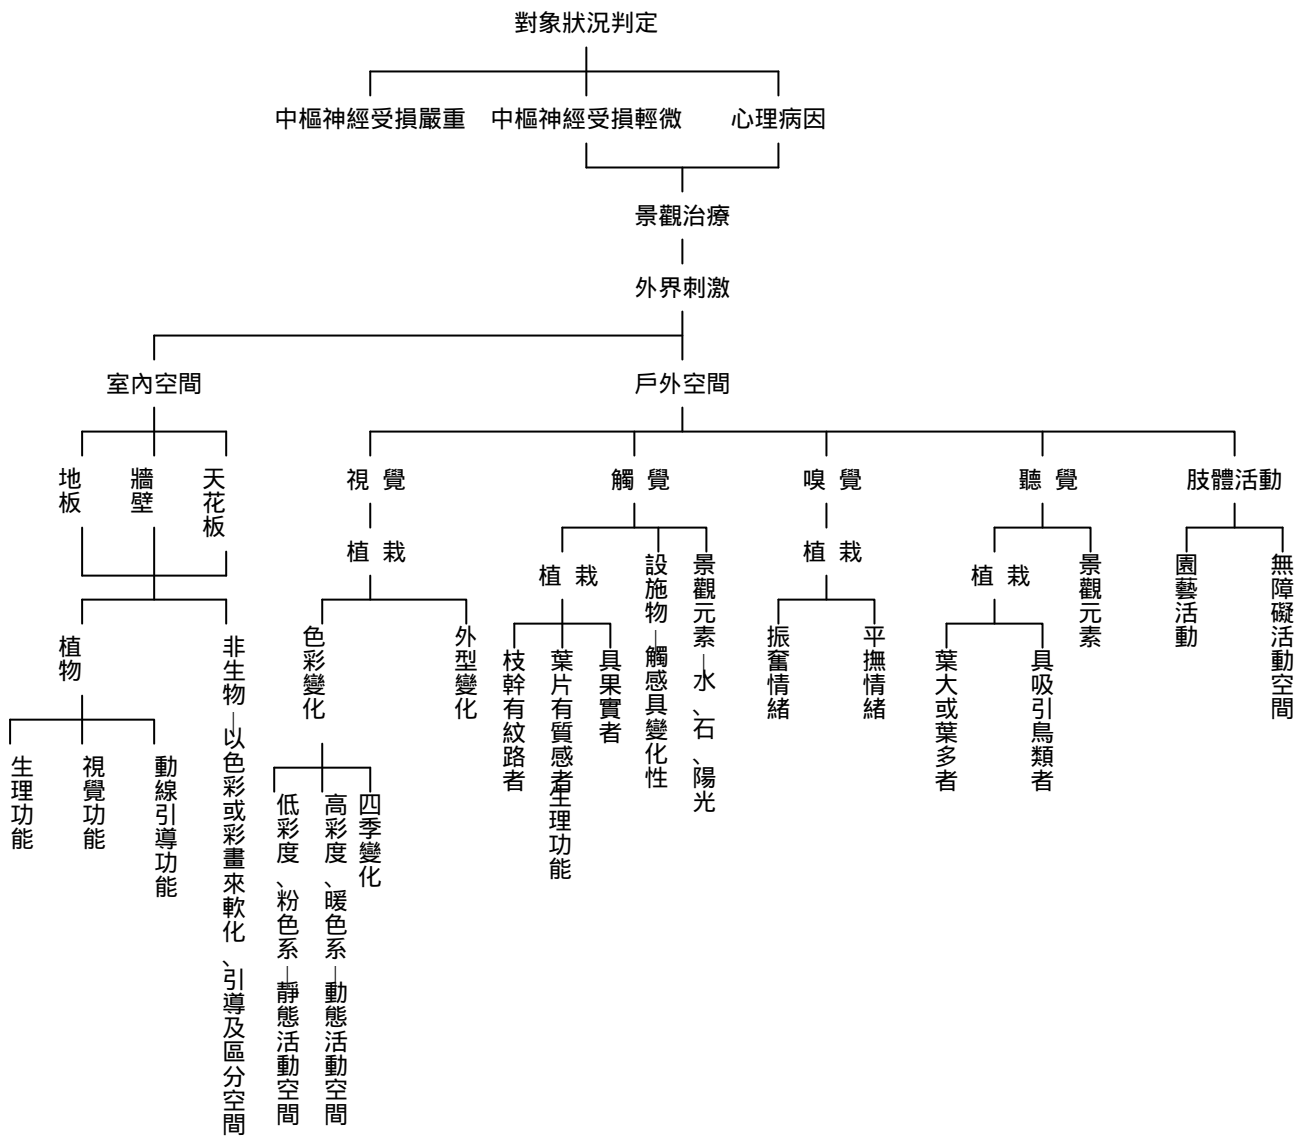 對象狀況判定
中樞神經受損嚴重
中樞神經受損輕微
心理病因
景觀治療
外界刺激
室內空間
戶外空間
地板
牆壁
天花板
視 覺
觸 覺
嗅 覺
聽 覺
肢體活動
植 栽
植 栽
設施物—觸感具變化性
景觀元素—水、石、陽光
植 栽
植 栽
景觀元素
園藝活動
無障礙活動空間
植物
非生物—以色彩或彩畫來軟化、引導及區分空間
色彩變化
外型變化
枝幹有紋路者
葉片有質感者
具果實者
振奮情緒
平撫情緒
葉大或葉多者
具吸引鳥類者
生理功能
視覺功能
動線引導功能
低彩度、粉色系—靜態活動空間
高彩度、暖色系—動態活動空間
四季變化
生理功能